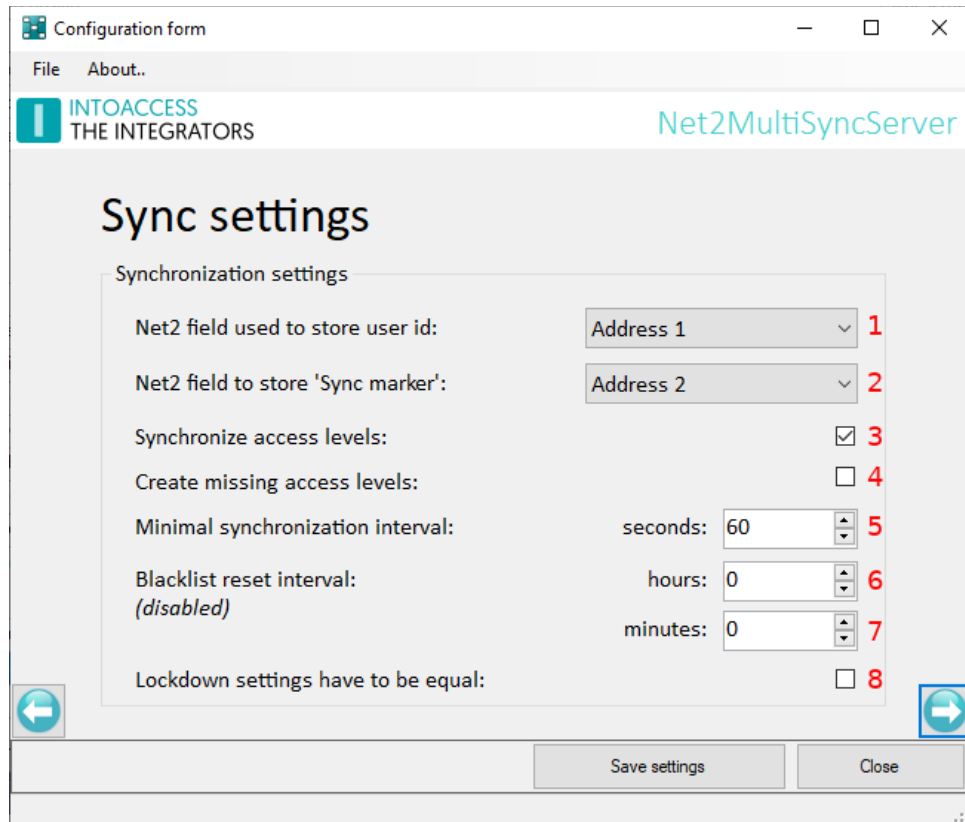 Configuration form
File About..
INTOACCESS
THE INTEGRATORS
Net2MultiSyncServer
Sync settings
Synchronization settings
Net2 field used to store user id: Address 1 1
Net2 field to store 'Sync marker': Address 2 2
Synchronize access levels: 3
Create missing access levels: 4
Minimal synchronization interval: seconds: 60 5
Blacklist reset interval: hours: 0 6
(disabled)
minutes: 0 7
Lockdown settings have to be equal: 8
Save settings Close